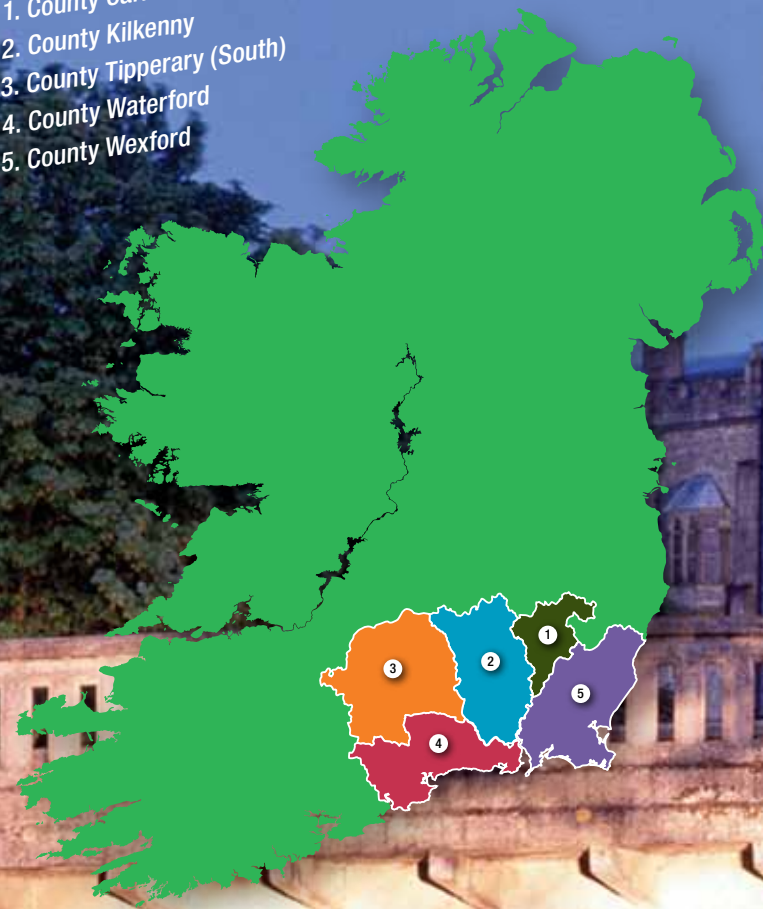 1. County
2. County Kilkenny
3. County Tipperary (South)
4. County Waterford
5. County Wexford
1
2
3
5
4